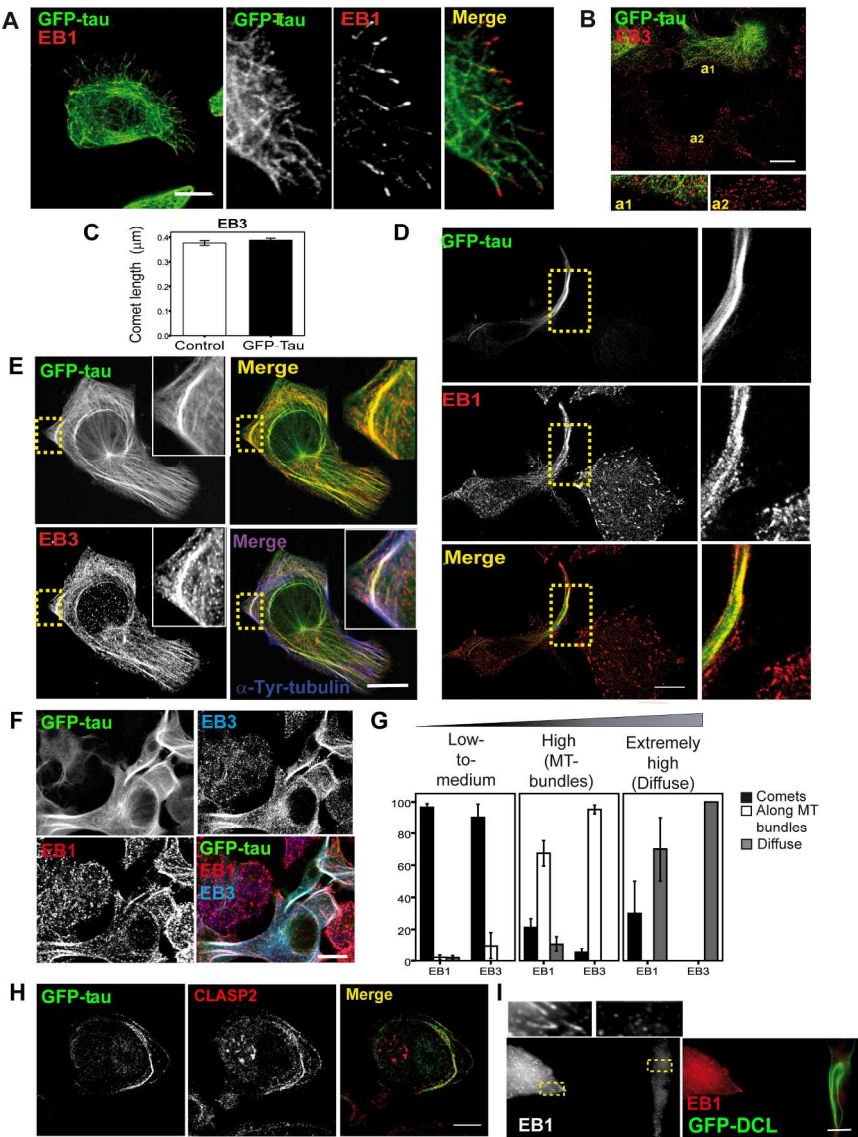 A
GFP-tau
EB1
GFP-tau
EB1
Merge
B
GFP-tau
EB3
a1
a2
a1
a2
C
EB3
Comet length (μm)
0.4
0.3
0.2
0.1
0.0
Control
GFP-Tau
D
GFP-tau
EB1
Merge
E
GFP-tau
Merge
EB3
Merge
α-Tyr-tubulin
F
GFP-tau
EB3
EB1
GFP-tau
EB1
EB3
G
Low-
to-
medium
High
(MT-
bundles)
Extremely
high
(Diffuse)
100
80
60
40
20
0
EB1
EB3
EB1
EB3
EB1
EB3
Comets
Along MT
bundles
Diffuse
H
GFP-tau
CLASP2
Merge
I
EB1
EB1
GFP-DCL